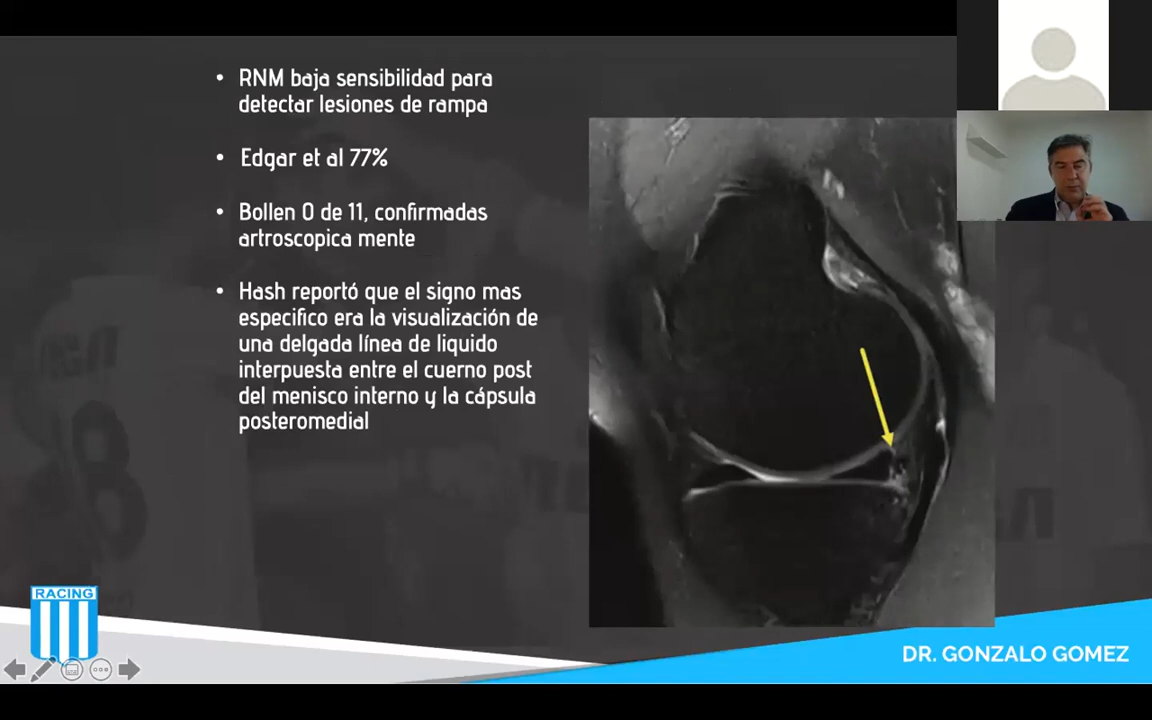 • RNM baja sensibilidad para
detectar lesiones de rampa
• Edgar et al 77%
• Bollen 0 de 11, confirmadas
artroscopica mente
• Hash reportó que el signo mas
especifico era la visualización de
una delgada línea de liquido
interpuesta entre el cuerno post
del menisco interno y la cápsula
posteromedial
RACING
DR. GONZALO GOMEZ